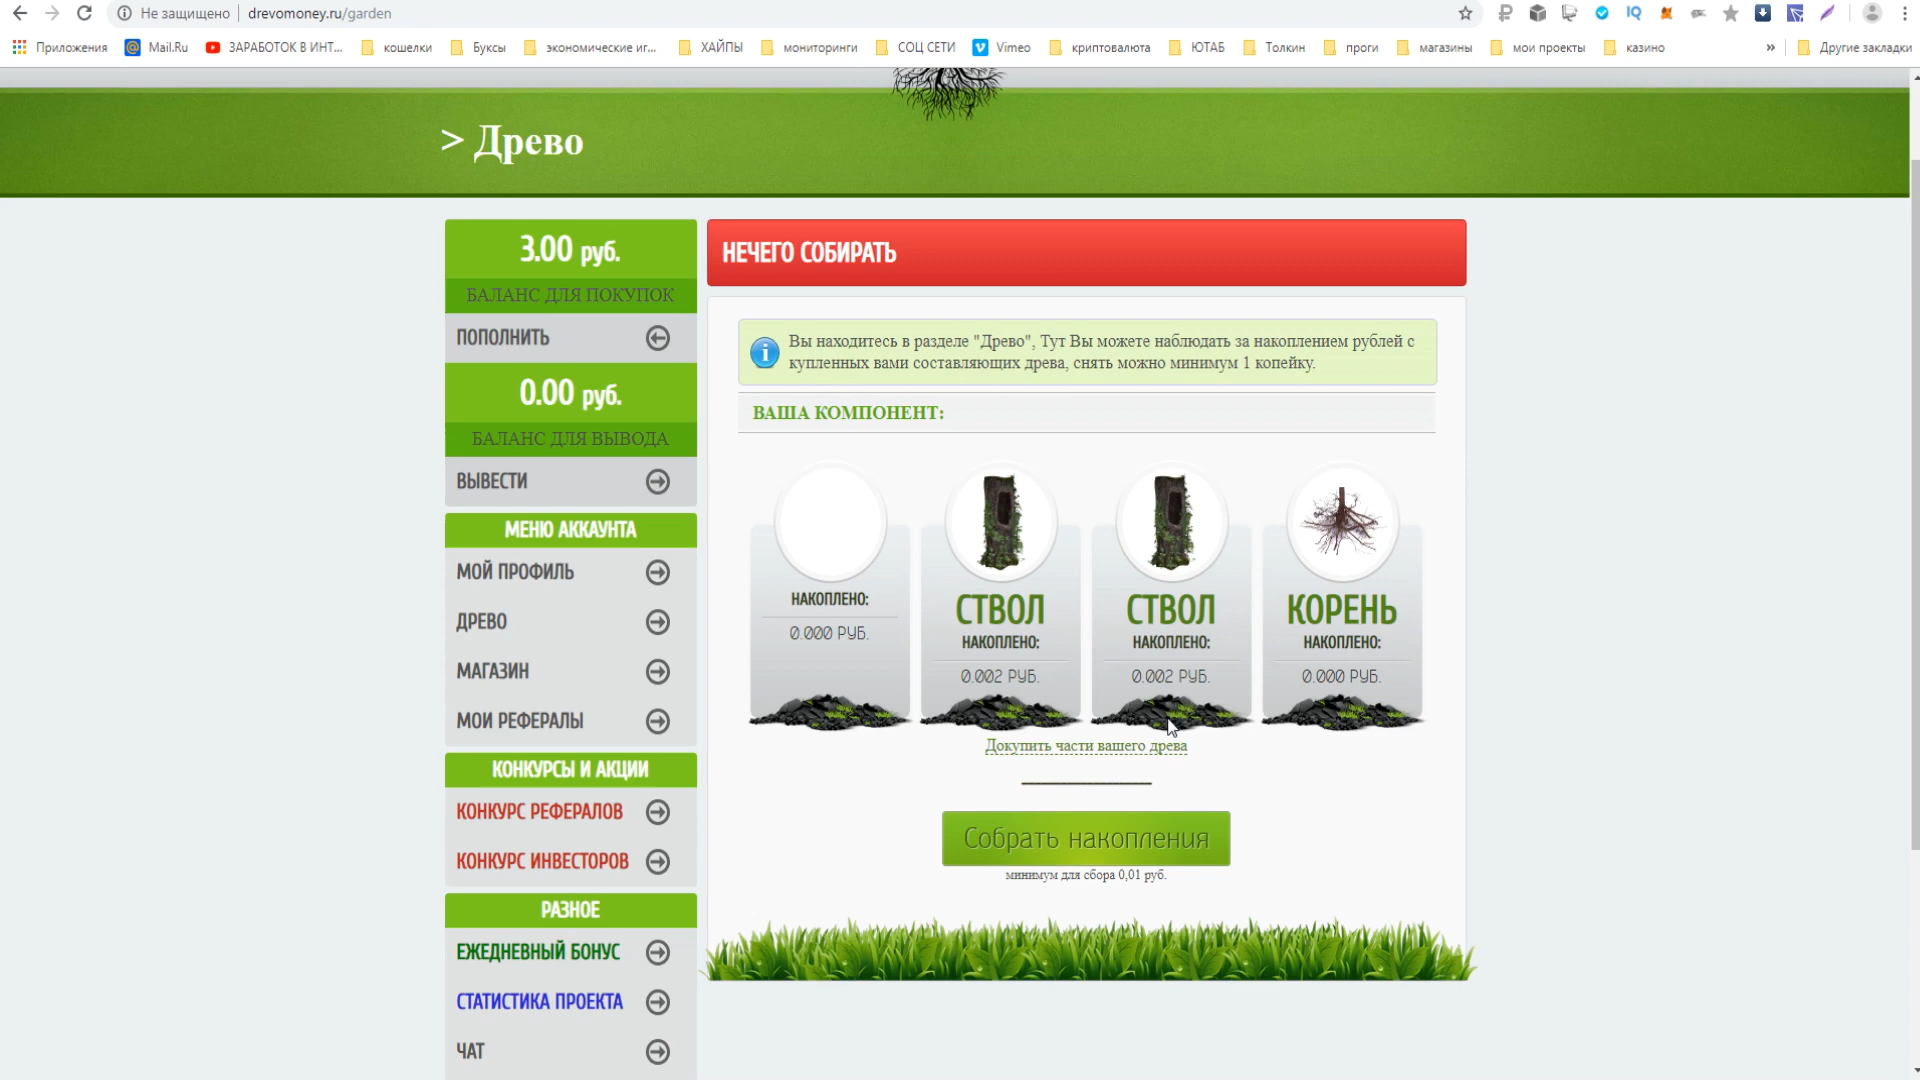 Не защищено
drevomoney.ru/garden
Приложения
Mail.Ru
ЗАРАБОТОК В ИНТ...
кошелки
Буксы
экономические иг...
ХАЙПЫ
мониторинги
СОЦ СЕТИ
Vimeo
криптовалюта
ЮТАБ
Толкин
проги
магазины
мои проекты
казино
»
Другие закладки
> Древо
3.00 руб.
БАЛАНС ДЛЯ ПОКУПОК
ПОПОЛНИТЬ
0.00 руб.
БАЛАНС ДЛЯ ВЫВОДА
ВЫВЕСТИ
МЕНЮ АККАУНТА
МОЙ ПРОФИЛЬ
ДРЕВО
МАГАЗИН
МОИ РЕФЕРАЛЫ
КОНКУРСЫ И АКЦИИ
КОНКУРС РЕФЕРАЛОВ
КОНКУРС ИНВЕСТОРОВ
РАЗНОЕ
ЕЖЕДНЕВНЫЙ БОНУС
СТАТИСТИКА ПРОЕКТА
ЧАТ
НЕЧЕГО СОБИРАТЬ
Вы находитесь в разделе "Древо", Тут Вы можете наблюдать за накоплением рублей с
купленных вами составляющих древа, снять можно минимум 1 копейку.
ВАША КОМПОНЕНТ:
НАКОПЛЕНО:
0.000 РУБ.
СТВОЛ
НАКОПЛЕНО:
0.002 РУБ.
СТВОЛ
НАКОПЛЕНО:
0.002 РУБ.
КОРЕНЬ
НАКОПЛЕНО:
0.000 РУБ.
Докупить части вашего древа
Собрать накопления
минимум для сбора 0,01 руб.